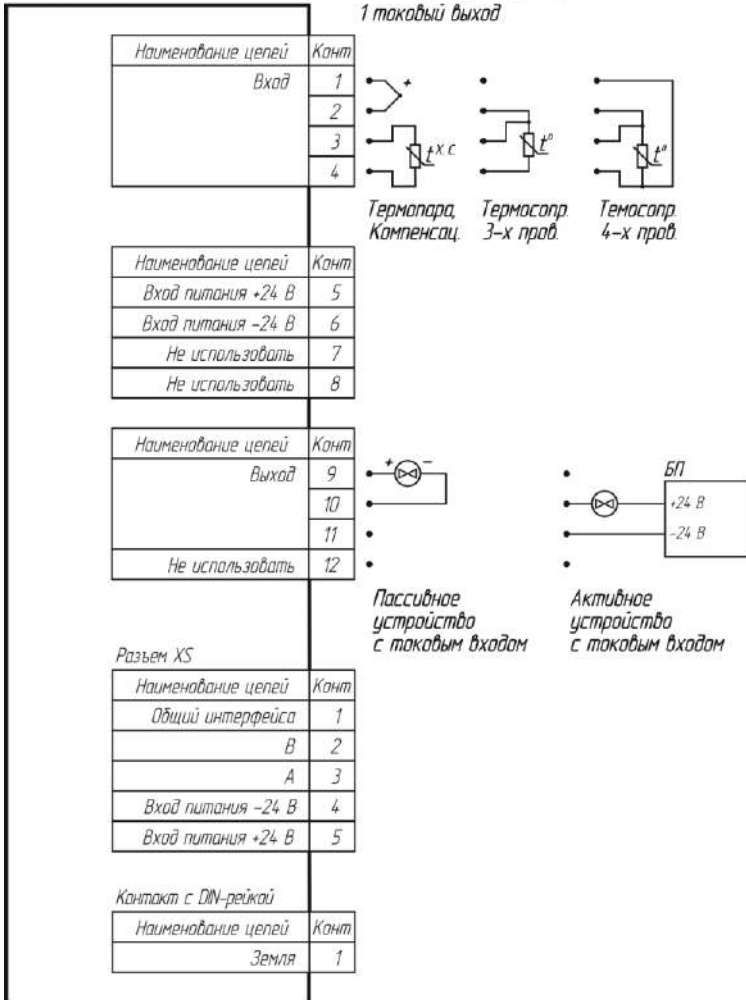 1 токовый выход
Наименование цепей Конт
Вход 1
2
3
4
+
t х.с
t°
t°
Термопара, Компенсац.
Термосопр. 3-х пров.
Темосопр. 4-х пров.
Наименование цепей Конт
Вход питания +24 В 5
Вход питания -24 В 6
Не использовать 7
Не использовать 8
Наименование цепей Конт
Выход 9
10
11
Не использовать 12
+ -
БП
+24 В
-24 В
Пассивное
устройство
с токовым входом
Активное
устройство
с токовым входом
Разъем XS
Наименование цепей Конт
Общий интерфейса 1
В 2
А 3
Вход питания -24 В 4
Вход питания +24 В 5
Контакт с DIN-рейкой
Наименование цепей Конт
Земля 1